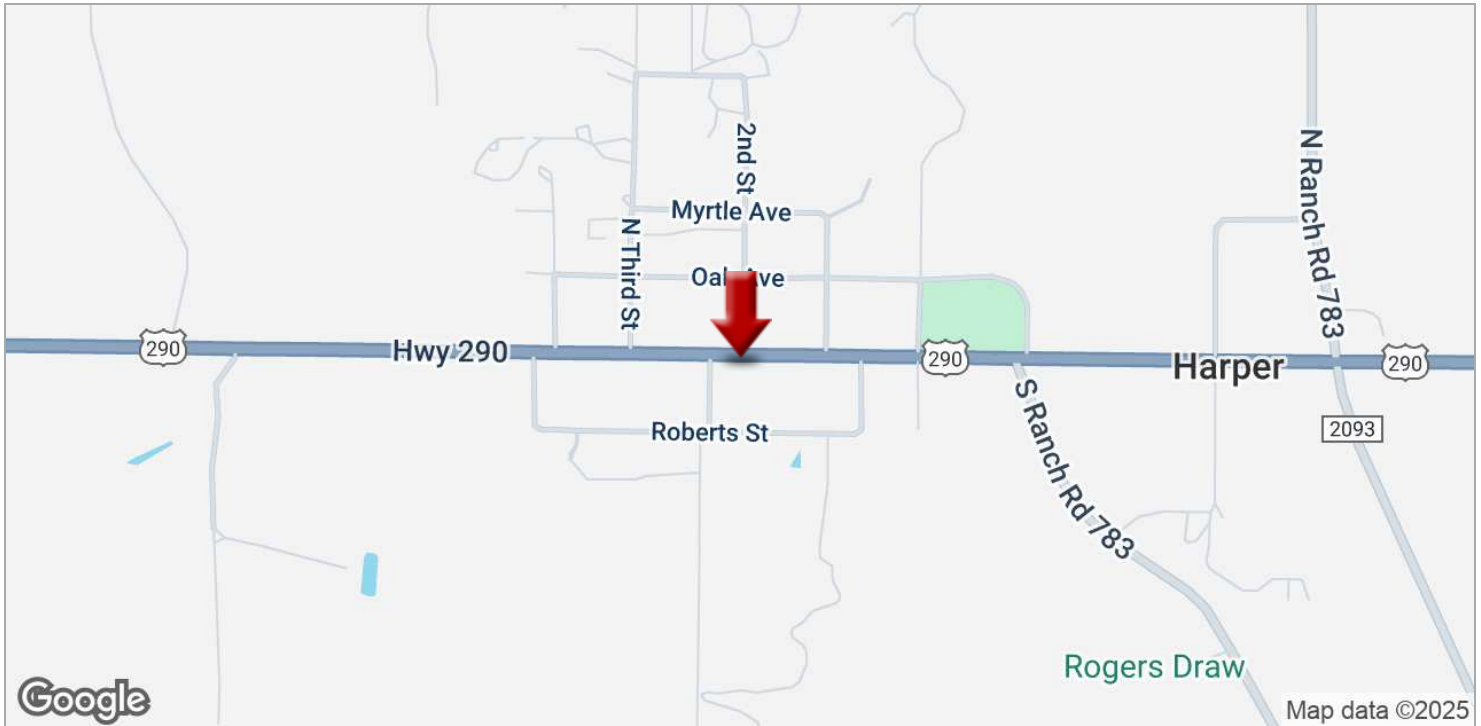 2nd St
N Ranch Rd 783
Myrtle Ave
N Third St
Oak Ave
290
Hwy 290
290
Harper
290
S Ranch Rd 783
2093
Roberts St
Rogers Draw
Google
Map data ©2025